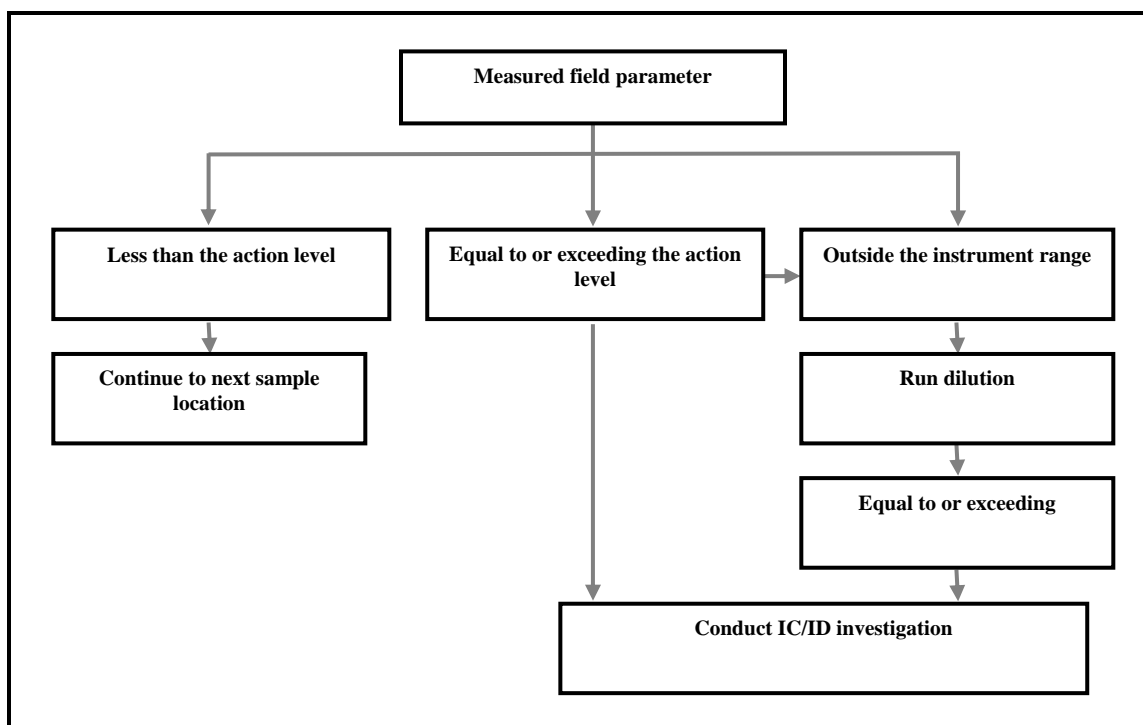 Measured field parameter
Less than the action level
Equal to or exceeding the action
level
Outside the instrument range
Continue to next sample
location
Run dilution
Equal to or exceeding
Conduct IC/ID investigation